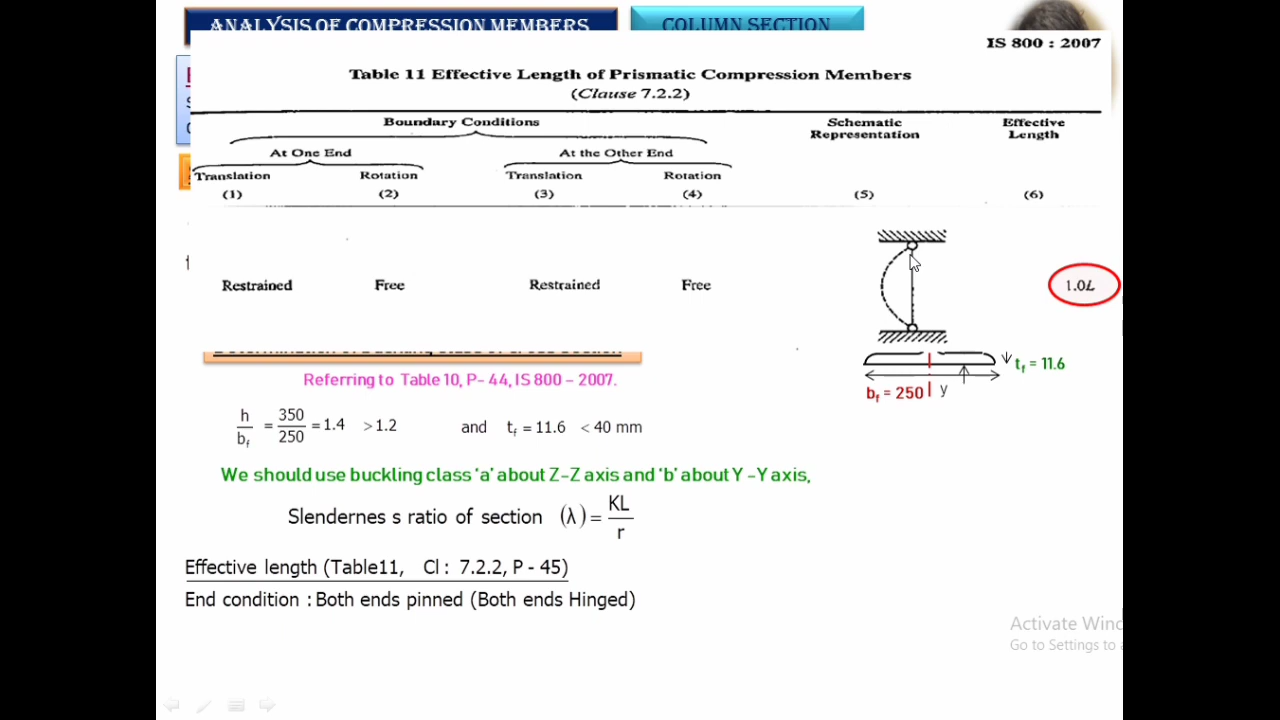 ANALYSIS OF COMPRESSION MEMBERS
COLUMN SECTION
IS 800 : 2007
Table 11 Effective Length of Prismatic Compression Members
(Clause 7.2.2)
Boundary Conditions
Schematic Representation
Effective Length
At One End
At the Other End
Translation Rotation Translation Rotation
(1) (2) (3) (4) (5) (6)
Restrained Free Restrained Free 1.0L
tf = 11.6
bf = 250 y
Referring to Table 10, P- 44, IS 800 – 2007.
h/bf = 350/250 = 1.4 >1.2 and tf = 11.6 < 40 mm
We should use buckling class ‘a’ about Z-Z axis and ‘b’ about Y -Y axis,
Slendernes s ratio of section (λ) = KL/r
Effective length (Table11, Cl : 7.2.2, P - 45)
End condition : Both ends pinned (Both ends Hinged)
Activate Wind
Go to Settings to